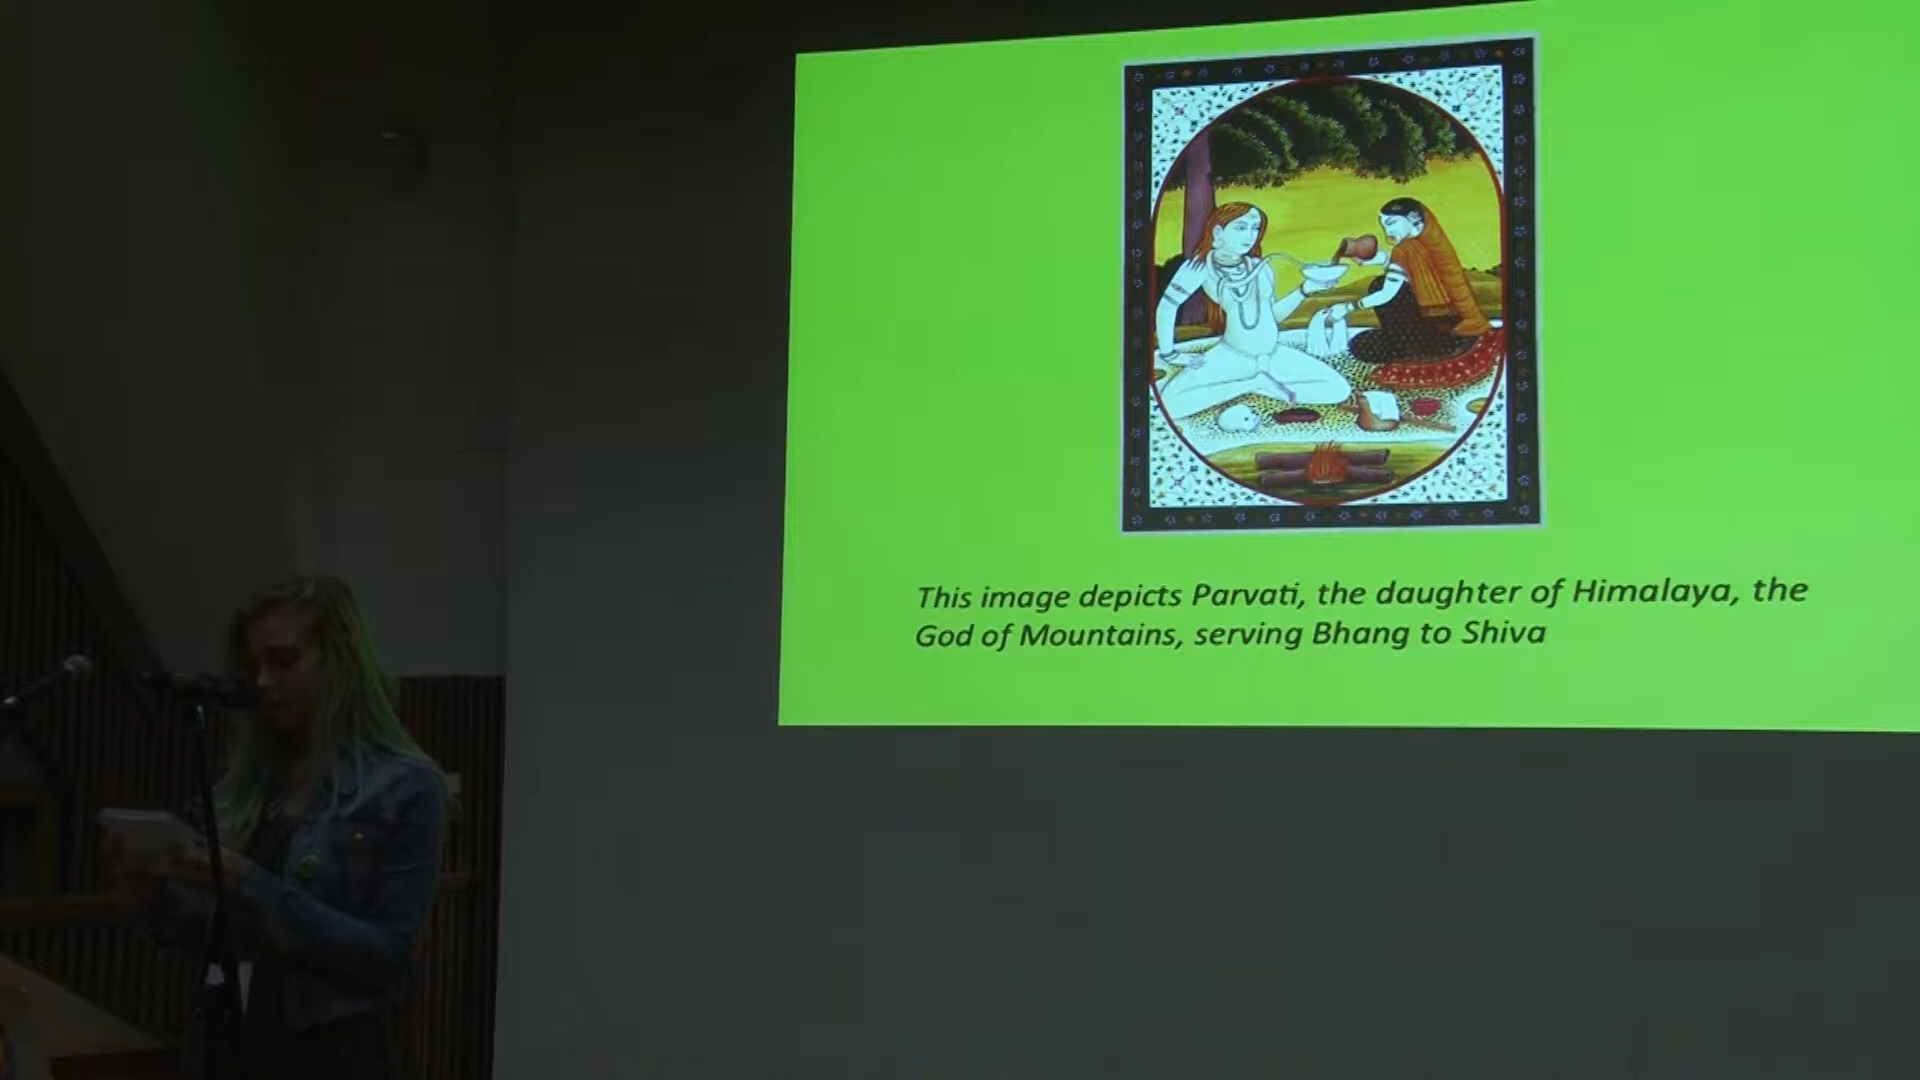 This image depicts Parvati, the daughter of Himalaya, the
God of Mountains, serving Bhang to Shiva